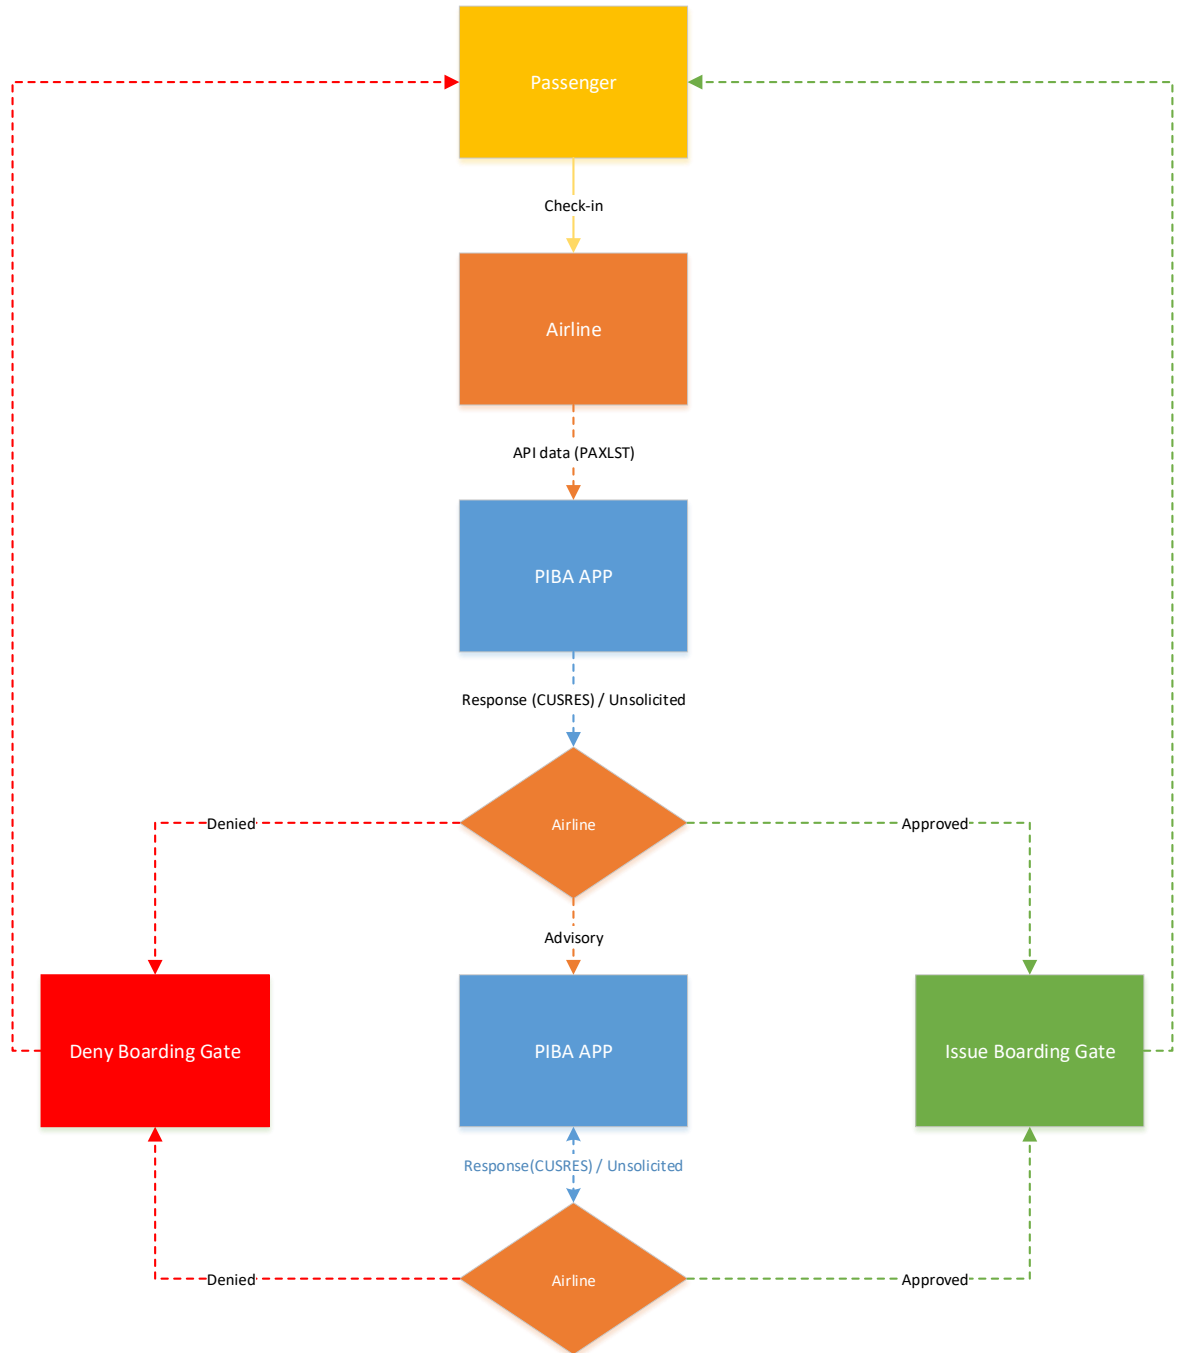 Passenger
Check-in
Airline
API data (PAXLST)
PIBA APP
Response (CUSRES) / Unsolicited
Denied
Airline
Approved
Advisory
Deny Boarding Gate
PIBA APP
Issue Boarding Gate
Response(CUSRES) / Unsolicited
Denied
Airline
Approved